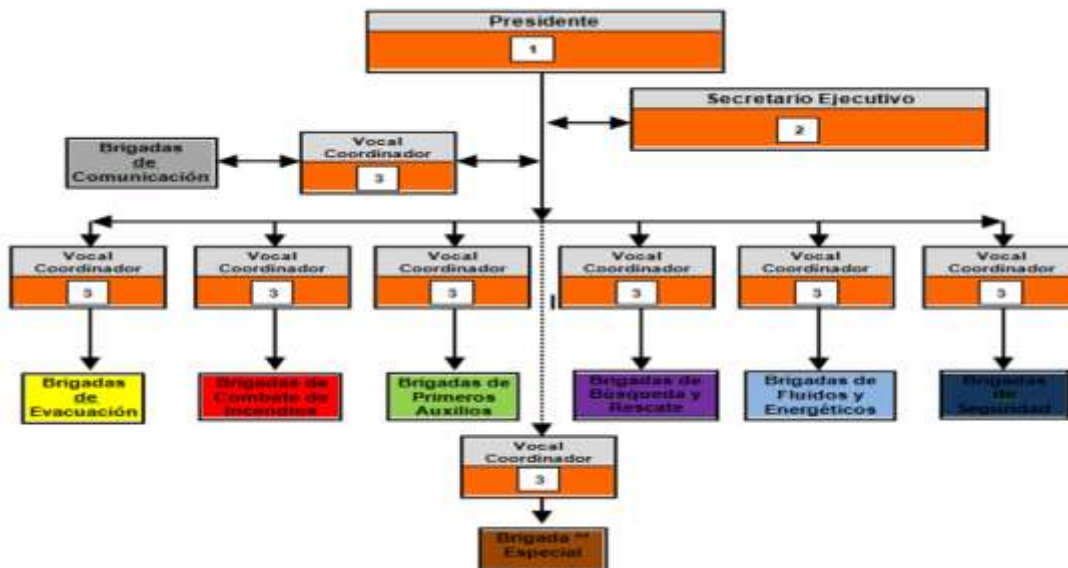 Presidente
1
Secretario Ejecutivo
2
Vocal
Coordinador
3
Brigadas
de
Comunicación
Vocal
Coordinador
3
Vocal
Coordinador
3
Vocal
Coordinador
3
Vocal
Coordinador
3
Vocal
Coordinador
3
Vocal
Coordinador
3
Brigadas
de
Evacuación
Brigadas de
Combate de
Incendios
Brigadas de
Primeros
Auxilios
Brigadas de
Búsqueda y
Rescate
Brigadas de
Fluidos y
Energéticos
Brigadas
de
Seguridad
Vocal
Coordinador
3
Brigada **
Especial